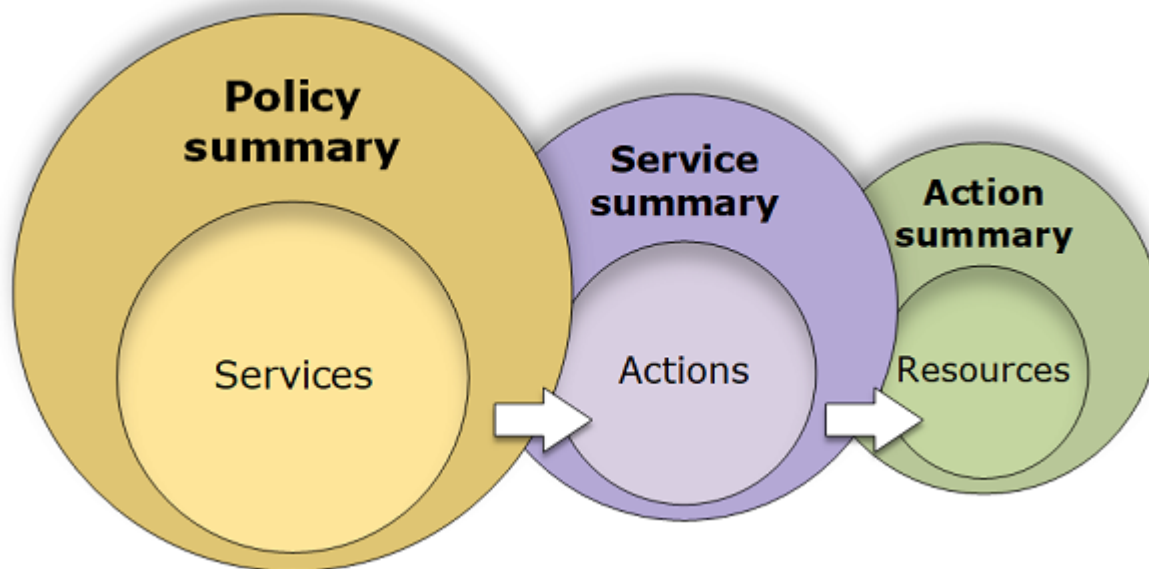 Policy
summary
Services
Service
summary
Actions
Action
summary
Resources